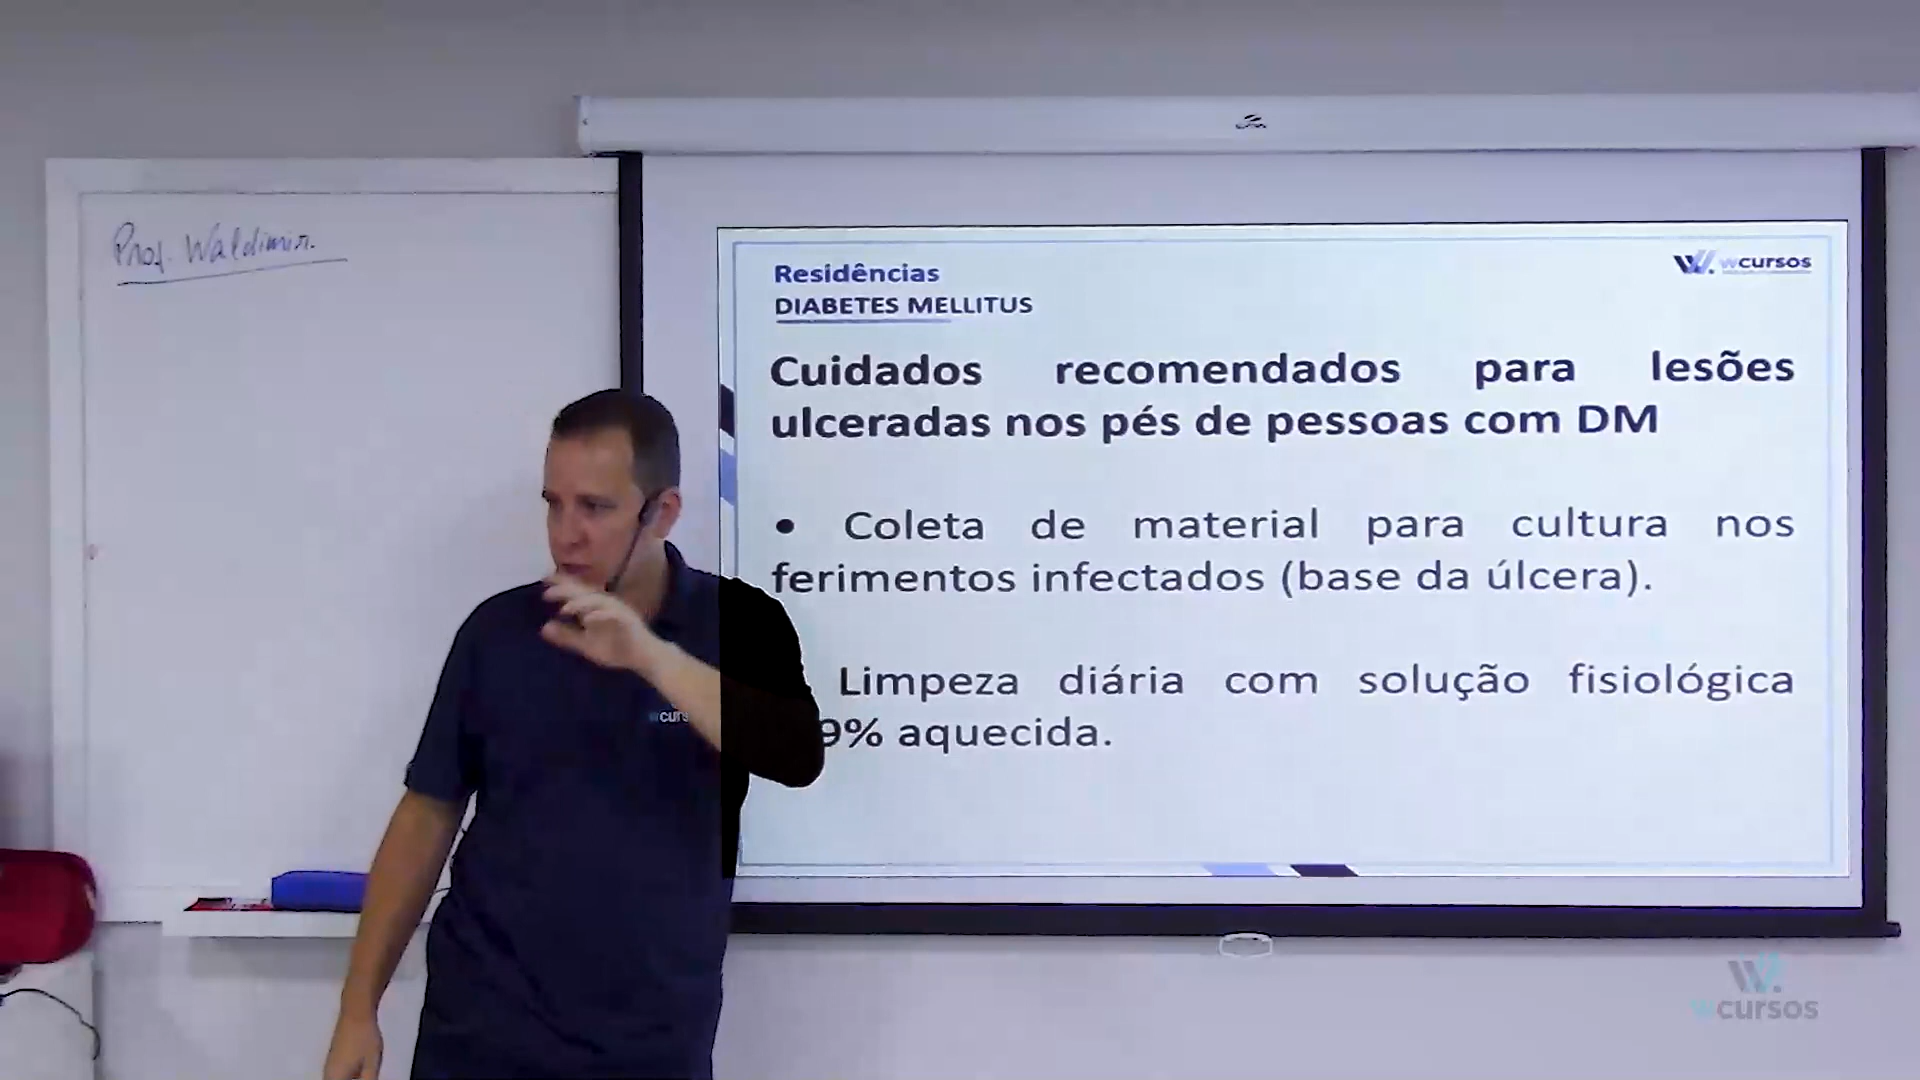 Prof. Waldimir.
Residências
DIABETES MELLITUS
W. wcursos
Cuidados recomendados para lesões
ulceradas nos pés de pessoas com DM
• Coleta de material para cultura nos
ferimentos infectados (base da úlcera).
Limpeza diária com solução fisiológica
9% aquecida.
wcurs
W.
wcursos